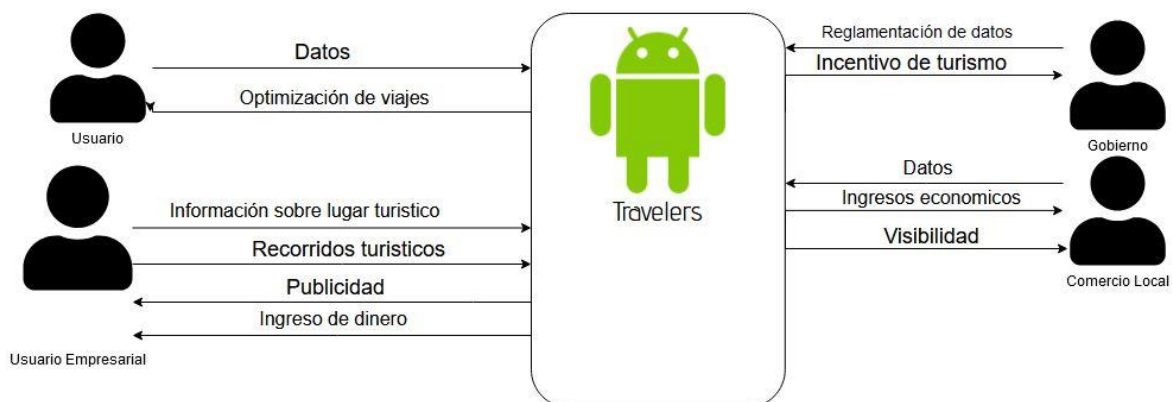 Datos
Optimización de viajes
Usuario
Información sobre lugar turistico
Recorridos turisticos
Publicidad
Ingreso de dinero
Usuario Empresarial
Travelers
Reglamentación de datos
Incentivo de turismo
Gobierno
Datos
Ingresos economicos
Visibilidad
Comercio Local